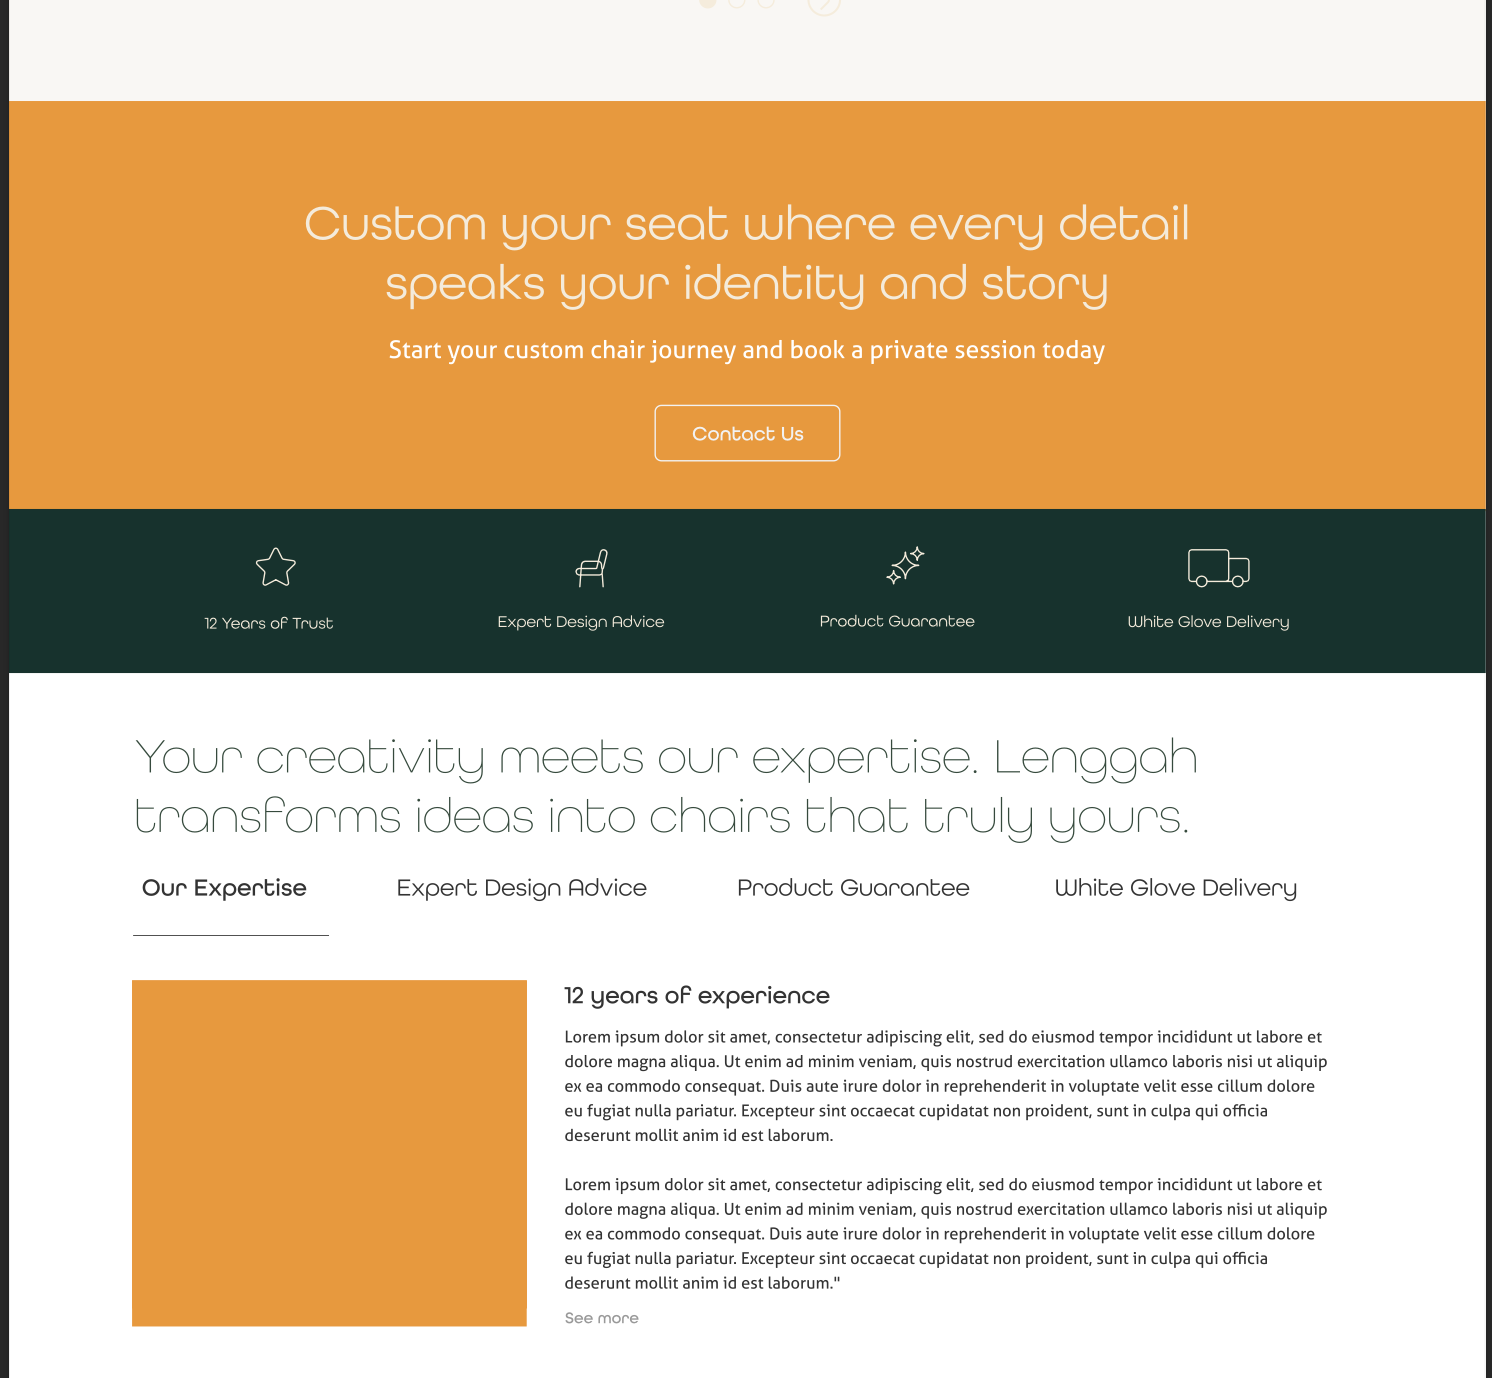 Custom your seat where every detail
speaks your identity and story
Start your custom chair journey and book a private session today
Contact Us
12 Years of Trust
Expert Design Advice
Product Guarantee
White Glove Delivery
Your creativity meets our expertise. Lenggah
transforms ideas into chairs that truly yours.
Our Expertise
Expert Design Advice
Product Guarantee
White Glove Delivery
12 years of experience
Lorem ipsum dolor sit amet, consectetur adipiscing elit, sed do eiusmod tempor incididunt ut labore et
dolore magna aliqua. Ut enim ad minim veniam, quis nostrud exercitation ullamco laboris nisi ut aliquip
ex ea commodo consequat. Duis aute irure dolor in reprehenderit in voluptate velit esse cillum dolore
eu fugiat nulla pariatur. Excepteur sint occaecat cupidatat non proident, sunt in culpa qui officia
deserunt mollit anim id est laborum.
Lorem ipsum dolor sit amet, consectetur adipiscing elit, sed do eiusmod tempor incididunt ut labore et
dolore magna aliqua. Ut enim ad minim veniam, quis nostrud exercitation ullamco laboris nisi ut aliquip
ex ea commodo consequat. Duis aute irure dolor in reprehenderit in voluptate velit esse cillum dolore
eu fugiat nulla pariatur. Excepteur sint occaecat cupidatat non proident, sunt in culpa qui officia
deserunt mollit anim id est laborum."
See more